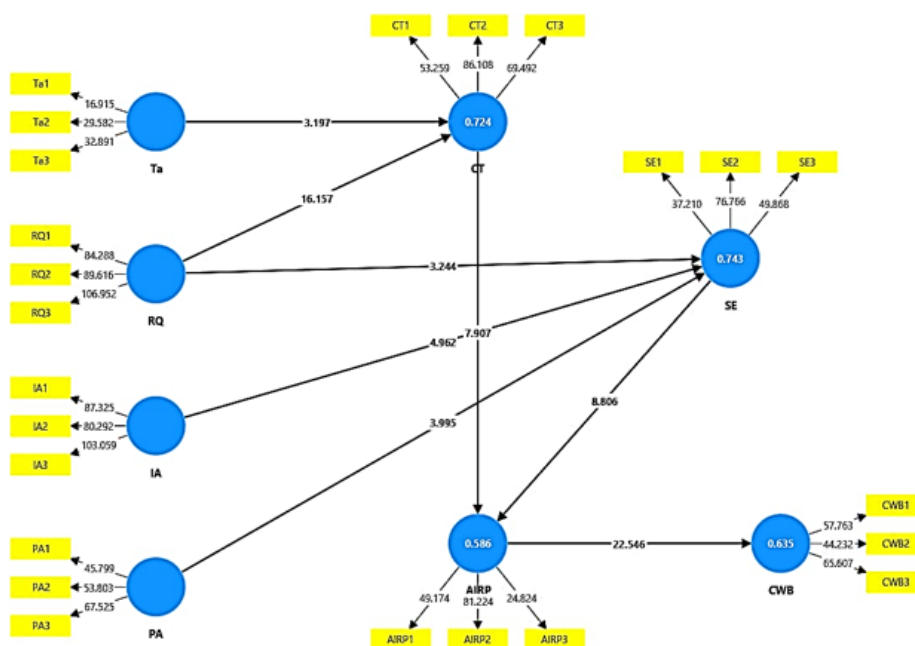 CT1 CT2 CT3
53.259 86.108 69.492
Ta1
Ta2
Ta3
16.915
29.582
32.891
Ta
3.197
0.724
CT
16.157
SE1 SE2 SE3
37.210 76.766 49.868
RQ1
RQ2
RQ3
84.288
89.616
106.952
RQ
3.244
0.743
SE
7.907
4.962
IA1
IA2
IA3
87.325
80.292
103.059
IA
3.995
8.806
PA1
PA2
PA3
45.799
53.803
67.525
PA
0.586
AIRP
22.546
0.635
CWB
57.763
44.232
65.607
CWB1
CWB2
CWB3
49.174 81.224 24.824
AIRP1 AIRP2 AIRP3